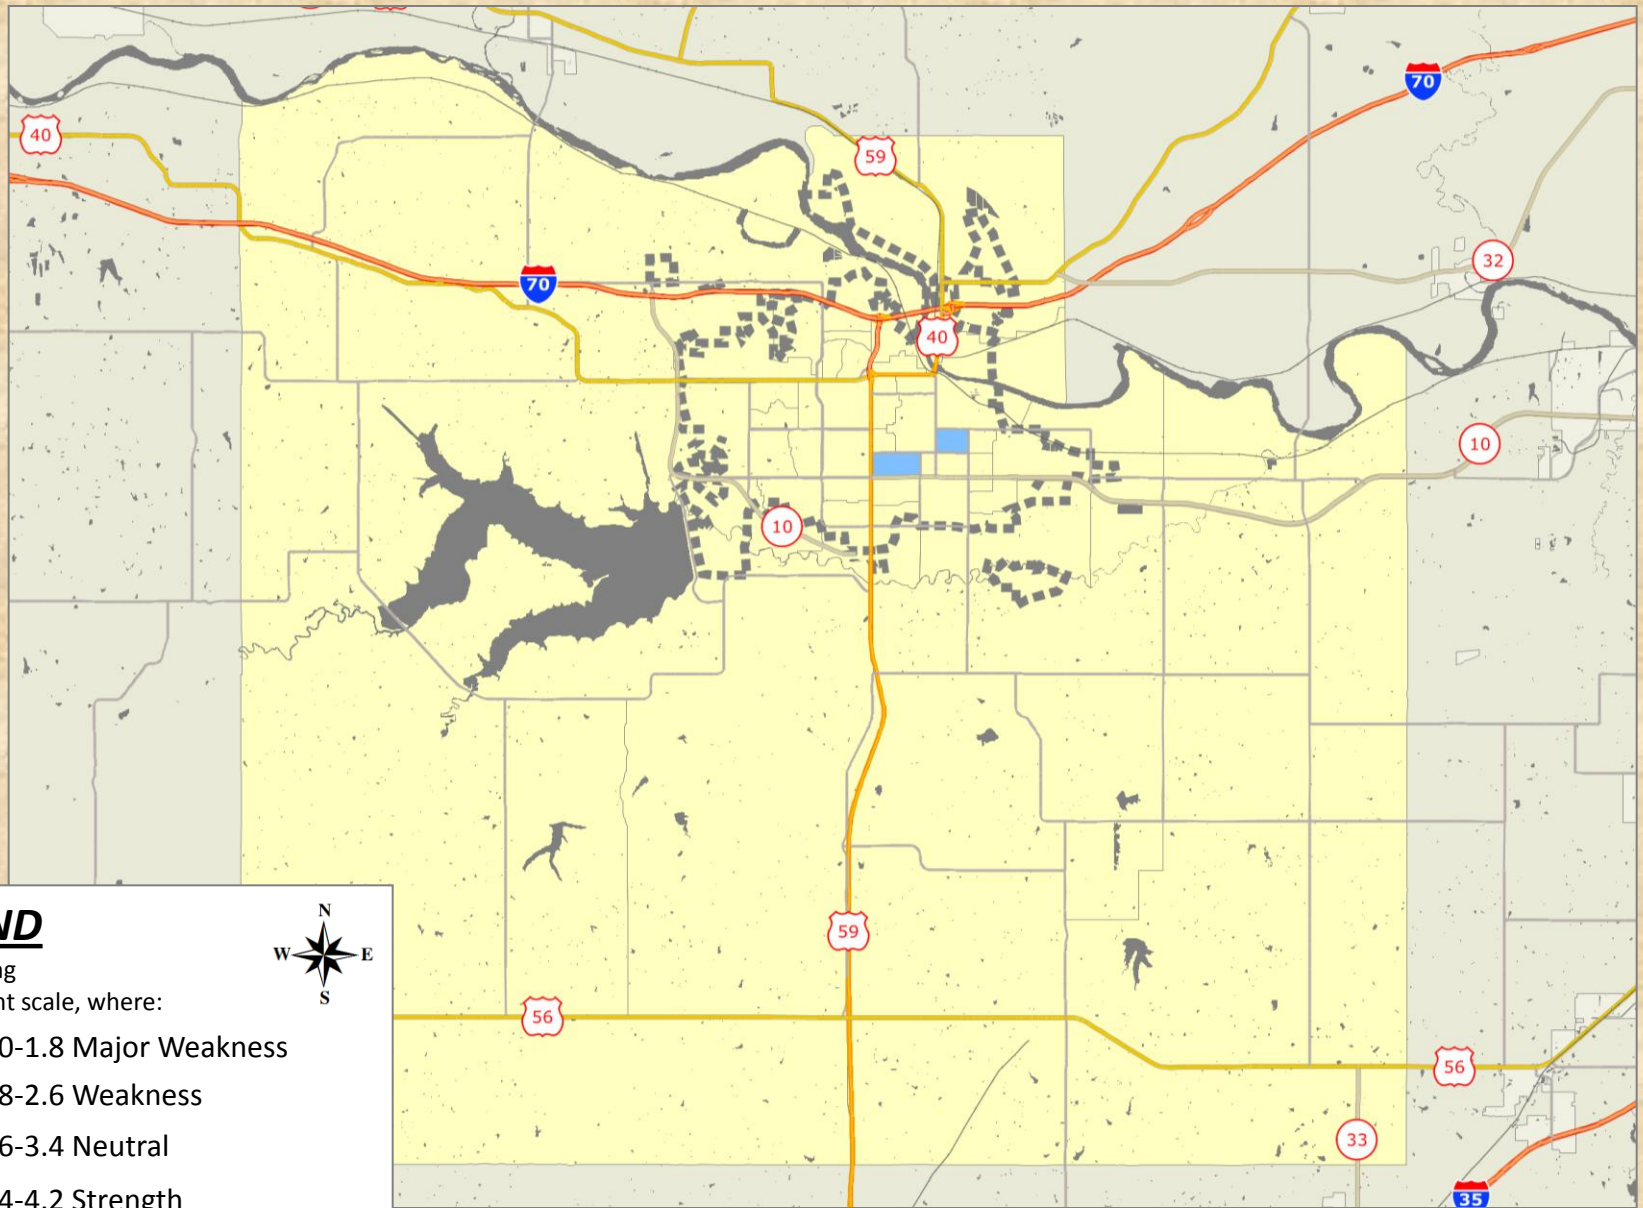 70
40
59
32
70
40
10
10
59
56
56
33
35
ND
N
W E
S
ng
nt scale, where:
0-1.8 Major Weakness
8-2.6 Weakness
6-3.4 Neutral
4-4.2 Strength